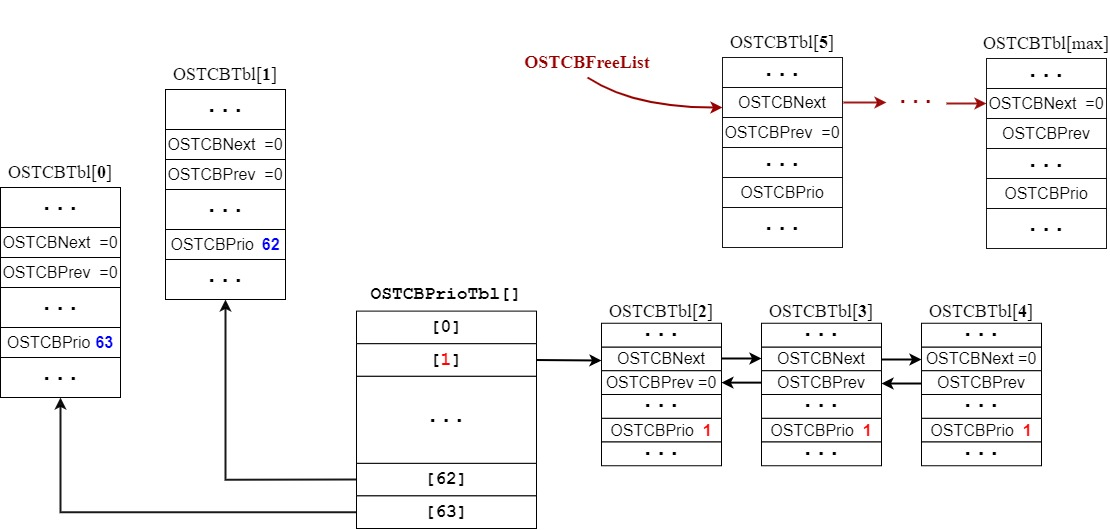 OSTCBTbl[0]
...
OSTCBNext =0
OSTCBPrev =0
...
OSTCBPrio 63
...
OSTCBTbl[1]
...
OSTCBNext =0
OSTCBPrev =0
...
OSTCBPrio 62
...
OSTCBFreeList
OSTCBTbl[5]
...
OSTCBNext
OSTCBPrev =0
...
OSTCBPrio
...
...
OSTCBTbl[max]
...
OSTCBNext =0
OSTCBPrev
...
OSTCBPrio
...
OSTCBPrioTbl[]
[0]
[1]
...
[62]
[63]
OSTCBTbl[2]
...
OSTCBNext
OSTCBPrev =0
...
OSTCBPrio 1
...
OSTCBTbl[3]
...
OSTCBNext
OSTCBPrev
...
OSTCBPrio 1
...
OSTCBTbl[4]
...
OSTCBNext =0
OSTCBPrev
...
OSTCBPrio 1
...